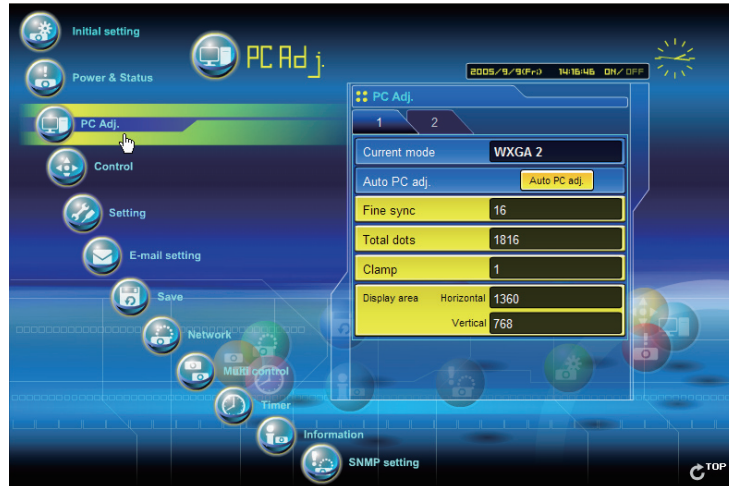 Initial setting
Power & Status
PC Adj.
Control
Setting
E-mail setting
Save
Network
Multi control
Timer
Information
SNMP setting
PC Adj.
2005/9/9(Fri) 14:16:46 ON/OFF
PC Adj.
1 2
Current mode WXGA 2
Auto PC adj. Auto PC adj.
Fine sync 16
Total dots 1816
Clamp 1
Display area Horizontal 1360
Vertical 768
TOP